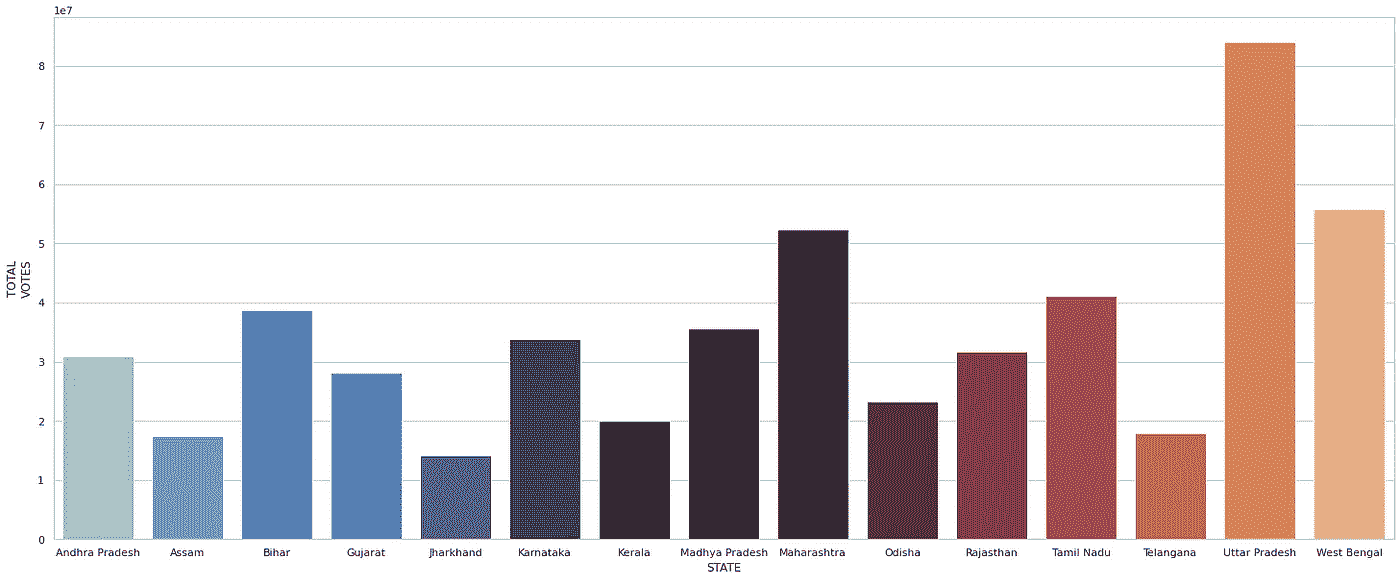 1e7
8
7
6
5
4
3
2
1
0
TOTAL
VOTES
Andhra Pradesh Assam Bihar Gujarat Jharkhand Karnataka Kerala Madhya Pradesh Maharashtra Odisha Rajasthan Tamil Nadu Telangana Uttar Pradesh West Bengal
STATE